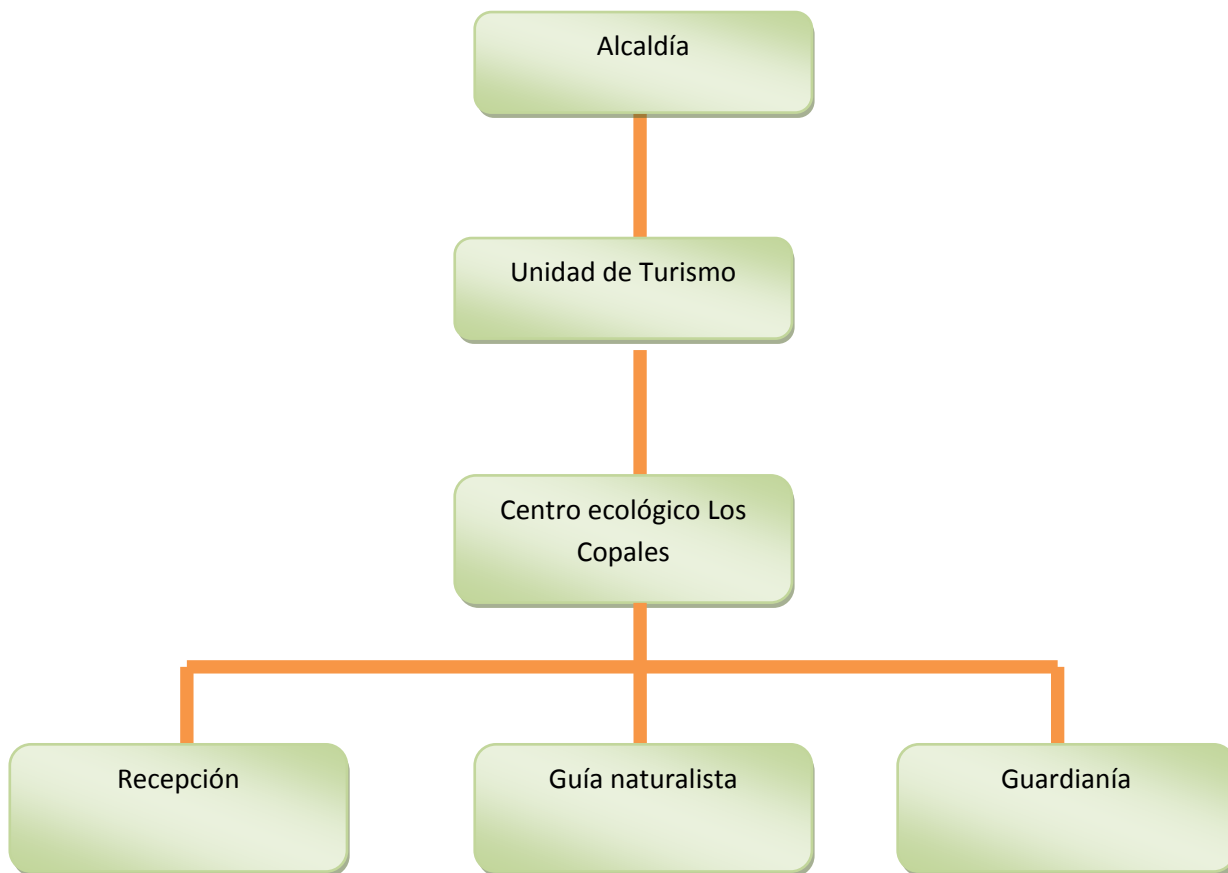 Alcaldía
Unidad de Turismo
Centro ecológico Los
Copales
Recepción
Guía naturalista
Guardianía